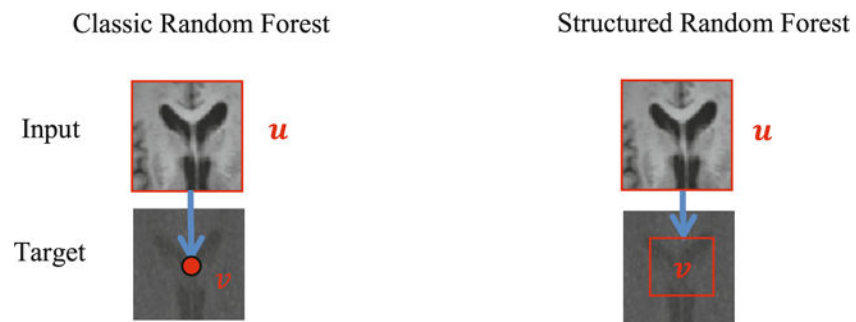 Classic Random Forest
Structured Random Forest
Input
u
u
Target
v
v